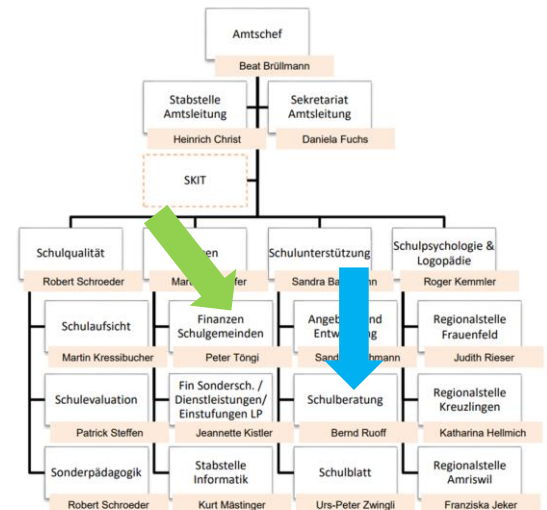 Amtschef
Beat Brüllmann
Stabstelle
Amtsleitung
Heinrich Christ
Sekretariat
Amtsleitung
Daniela Fuchs
SKIT
Schulqualität
Robert Schroeder
Schulunterstützung
Sandra
Schulpsychologie &
Logopädie
Roger Kemmler
Schulaufsicht
Martin Kressibucher
Finanzen
Schulgemeinden
Peter Töngi
Regionalstelle
Frauenfeld
Judith Rieser
Schulevaluation
Patrick Steffen
Fin Sondersch. /
Dienstleistungen/
Einstufungen LP
Jeannette Kistler
Schulberatung
Bernd Ruoff
Regionalstelle
Kreuzlingen
Katharina Hellmich
Sonderpädagogik
Robert Schroeder
Stabstelle
Informatik
Kurt Mästinger
Schulblatt
Urs-Peter Zwingli
Regionalstelle
Amriswil
Franziska Jeker